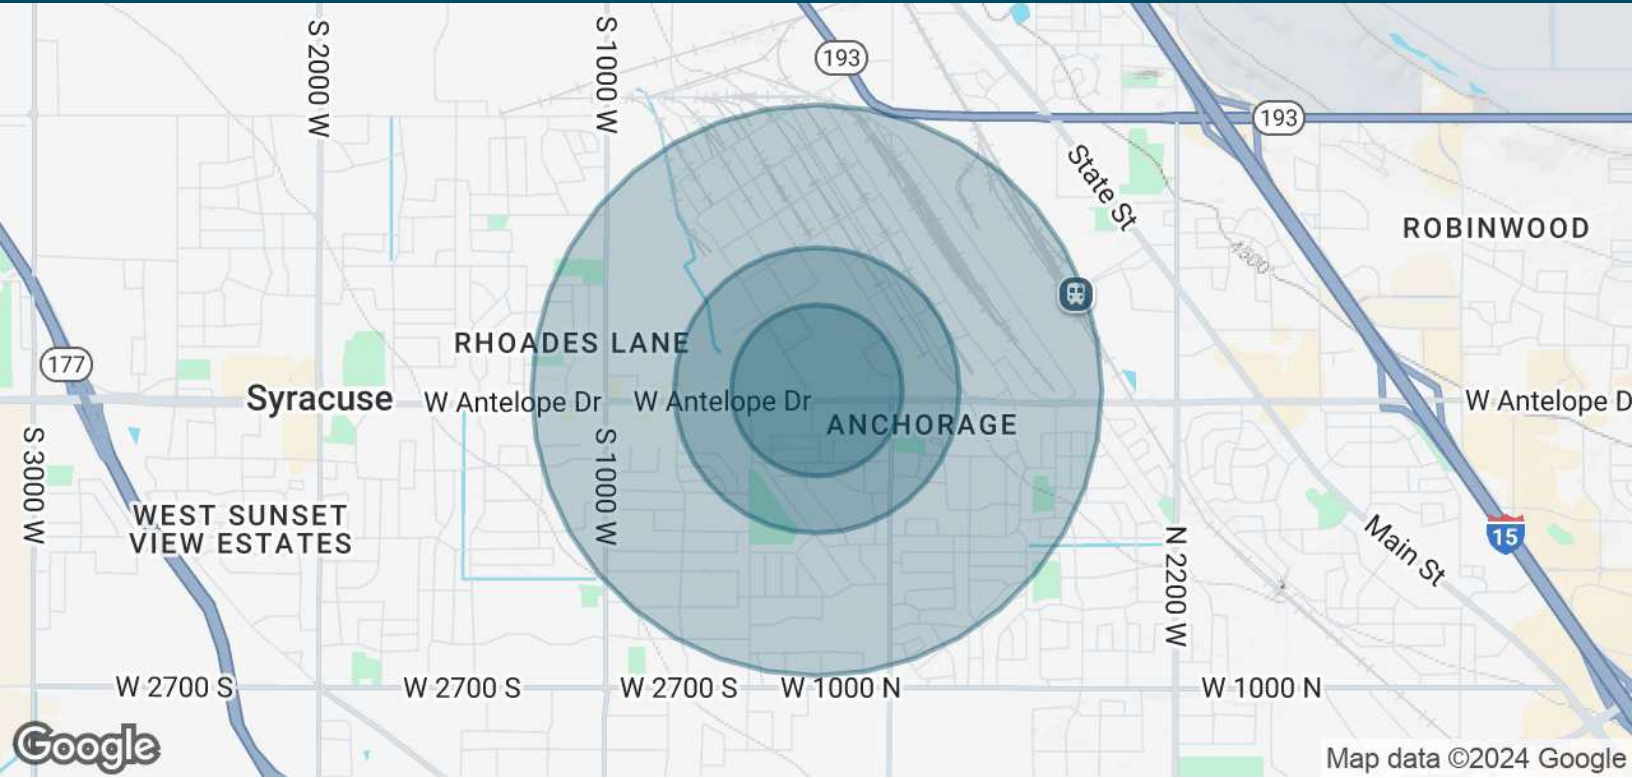 S 2000 W
S 1000 W
193
193
State St
ROBINWOOD
4500
RHOADES LANE
177
Syracuse
W Antelope Dr
W Antelope Dr
W Antelope D
ANCHORAGE
S 3000 W
S 1000 W
WEST SUNSET
VIEW ESTATES
Main St
15
N 2200 W
W 2700 S
W 2700 S
W 2700 S
W 1000 N
W 1000 N
Google
Map data ©2024 Google